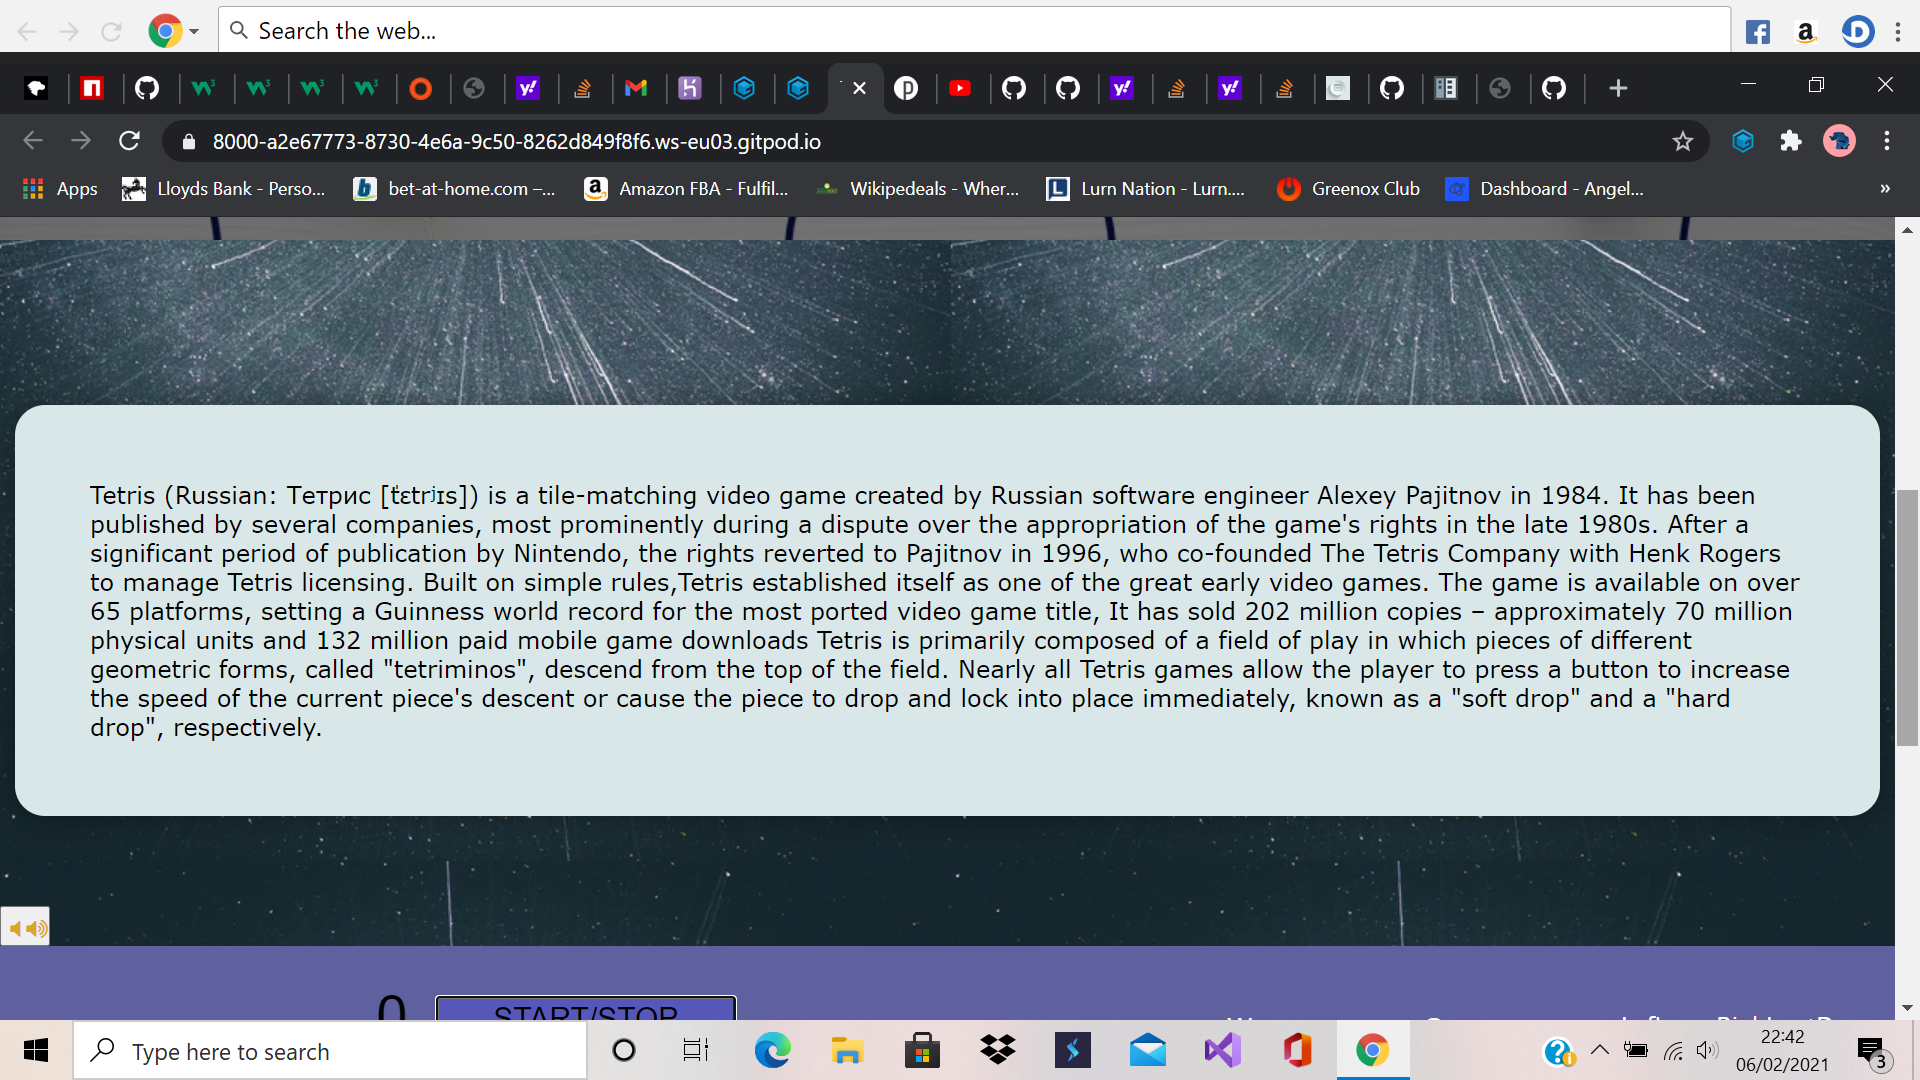 Search the web...
8000-a2e67773-8730-4e6a-9c50-8262d849f8f6.ws-eu03.gitpod.io
Apps Lloyds Bank - Perso... bet-at-home.com –... Amazon FBA - Fulfil... Wikipedeals - Wher... Lurn Nation - Lurn.... Greenox Club Dashboard - Angel... »
Tetris (Russian: Тетрис [ˈtɛtrʲɪs]) is a tile-matching video game created by Russian software engineer Alexey Pajitnov in 1984. It has been
published by several companies, most prominently during a dispute over the appropriation of the game's rights in the late 1980s. After a
significant period of publication by Nintendo, the rights reverted to Pajitnov in 1996, who co-founded The Tetris Company with Henk Rogers
to manage Tetris licensing. Built on simple rules,Tetris established itself as one of the great early video games. The game is available on over
65 platforms, setting a Guinness world record for the most ported video game title, It has sold 202 million copies – approximately 70 million
physical units and 132 million paid mobile game downloads Tetris is primarily composed of a field of play in which pieces of different
geometric forms, called "tetriminos", descend from the top of the field. Nearly all Tetris games allow the player to press a button to increase
the speed of the current piece's descent or cause the piece to drop and lock into place immediately, known as a "soft drop" and a "hard
drop", respectively.
0 START/STOP
Type here to search
22:42
06/02/2021
3